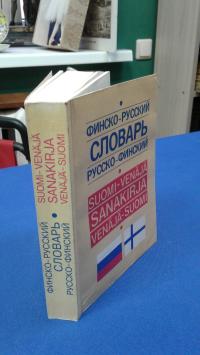 ФИНСКО-РУССКИЙ
СЛОВАРЬ
РУССКО-ФИНСКИЙ
SUOMI-VENÄJÄ
SANAKIRJA
VENÄJÄ-SUOMI
ФИНСКО-РУССКИЙ
СЛОВАРЬ
РУССКО-ФИНСКИЙ
SUOMI-VENÄJÄ
SANAKIRJA
VENÄJÄ-SUOMI